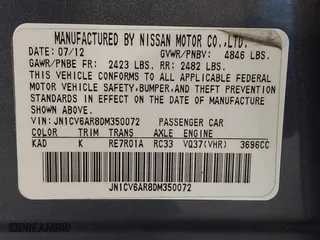 MANUFACTURED BY NISSAN MOTOR CO.,LTD.
DATE: 07/12 GVWR/PNBV: 4846 LBS.
GAWR/PNBE FR: 2423 LBS. RR: 2482 LBS.
THIS VEHICLE CONFORMS TO ALL APPLICABLE FEDERAL
MOTOR VEHICLE SAFETY,BUMPER,AND THEFT PREVENTION
STANDARDS IN EFFECT ON THE DATE OF MANUFACTURE
SHOWN ABOVE.
VIN: JN1CV6AR8DM350072 PASSENGER CAR
COLOR TRIM TRANS AXLE ENGINE
KAD K RE7R01A RC33 VQ37(VHR) 3696CC
JN1CV6AR8DM350072
DREAMBID